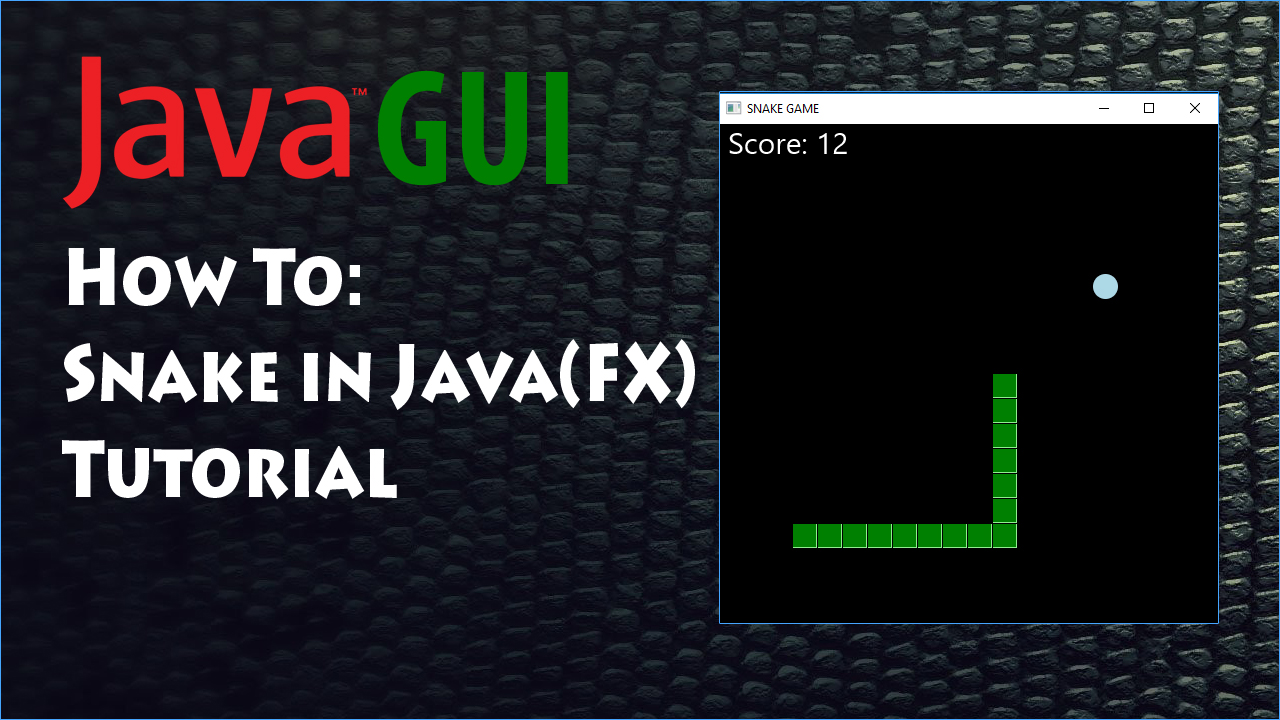 Java™ GUI
How To:
Snake in Java(FX)
Tutorial
SNAKE GAME
Score: 12